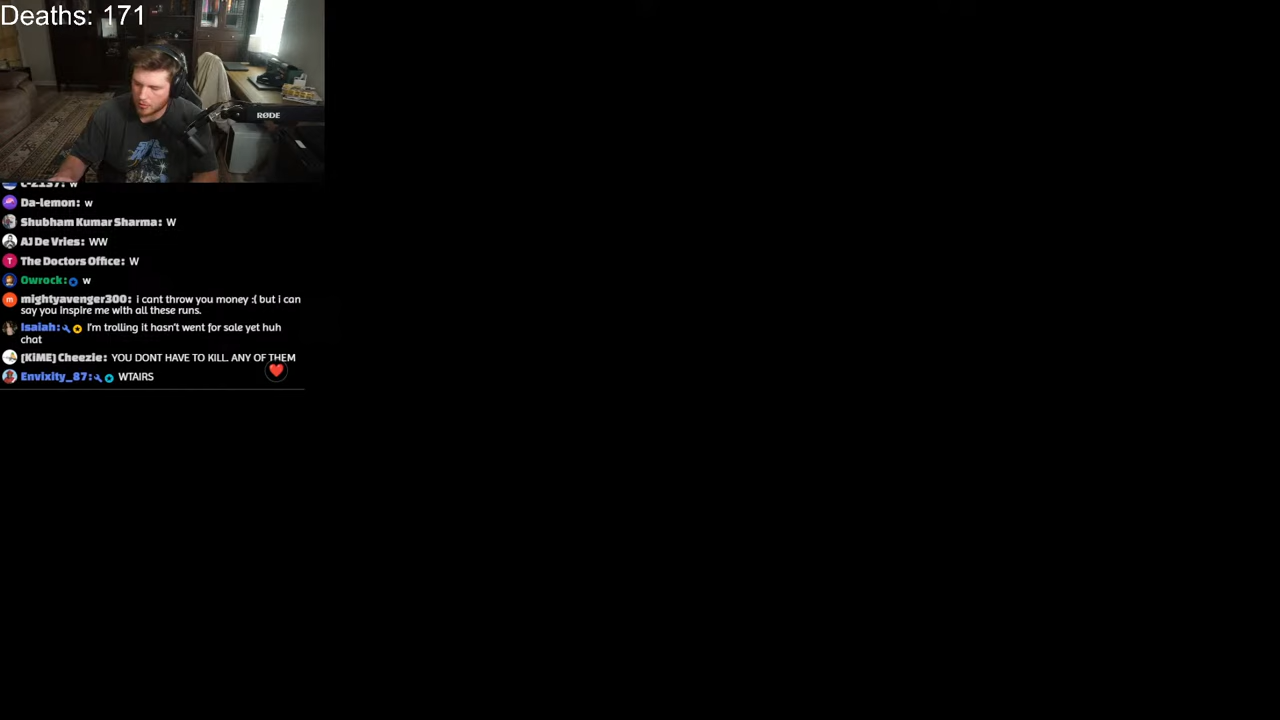 Deaths: 171
RØDE
Da-lemon: w
Shubham Kumar Sharma: W
AJ De Vries: WW
The Doctors Office: W
Owrock: w
mightyavenger300: i cant throw you money :( but i can
say you inspire me with all these runs.
Isaiah: I'm trolling it hasn't went for sale yet huh
chat
[KiME] Cheezie: YOU DONT HAVE TO KILL ANY OF THEM
Envixity_87: WTAIRS